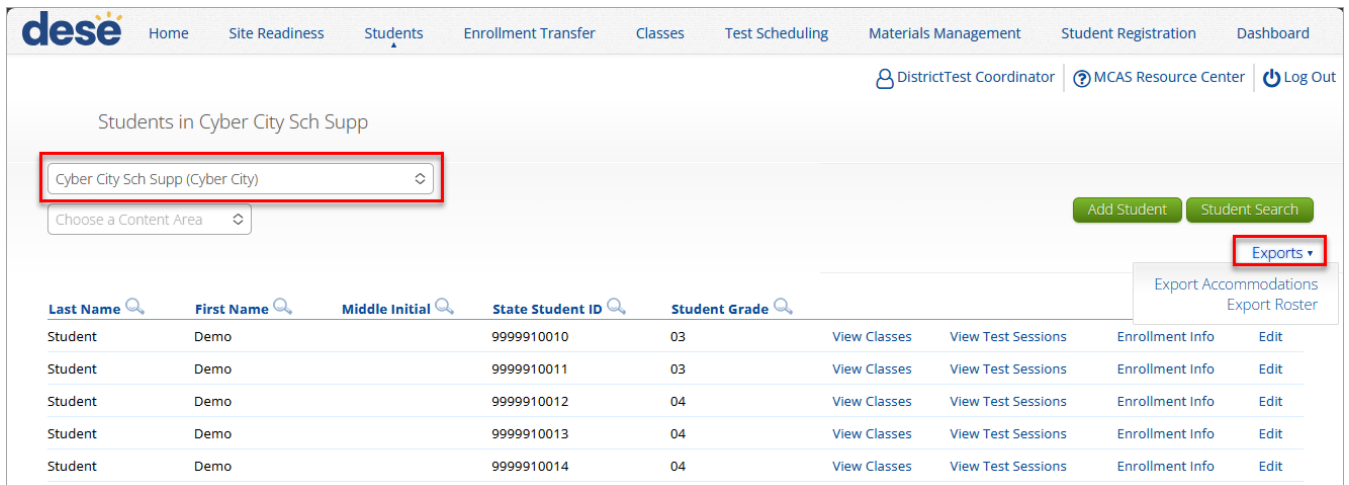 dese Home Site Readiness Students Enrollment Transfer Classes Test Scheduling Materials Management Student Registration Dashboard
DistrictTest Coordinator MCAS Resource Center Log Out
Students in Cyber City Sch Supp
Cyber City Sch Supp (Cyber City)
Choose a Content Area
Add Student Student Search
Exports
Export Accommodations
Export Roster
Last Name First Name Middle Initial State Student ID Student Grade
Student Demo 9999910010 03 View Classes View Test Sessions Enrollment Info Edit
Student Demo 9999910011 03 View Classes View Test Sessions Enrollment Info Edit
Student Demo 9999910012 04 View Classes View Test Sessions Enrollment Info Edit
Student Demo 9999910013 04 View Classes View Test Sessions Enrollment Info Edit
Student Demo 9999910014 04 View Classes View Test Sessions Enrollment Info Edit